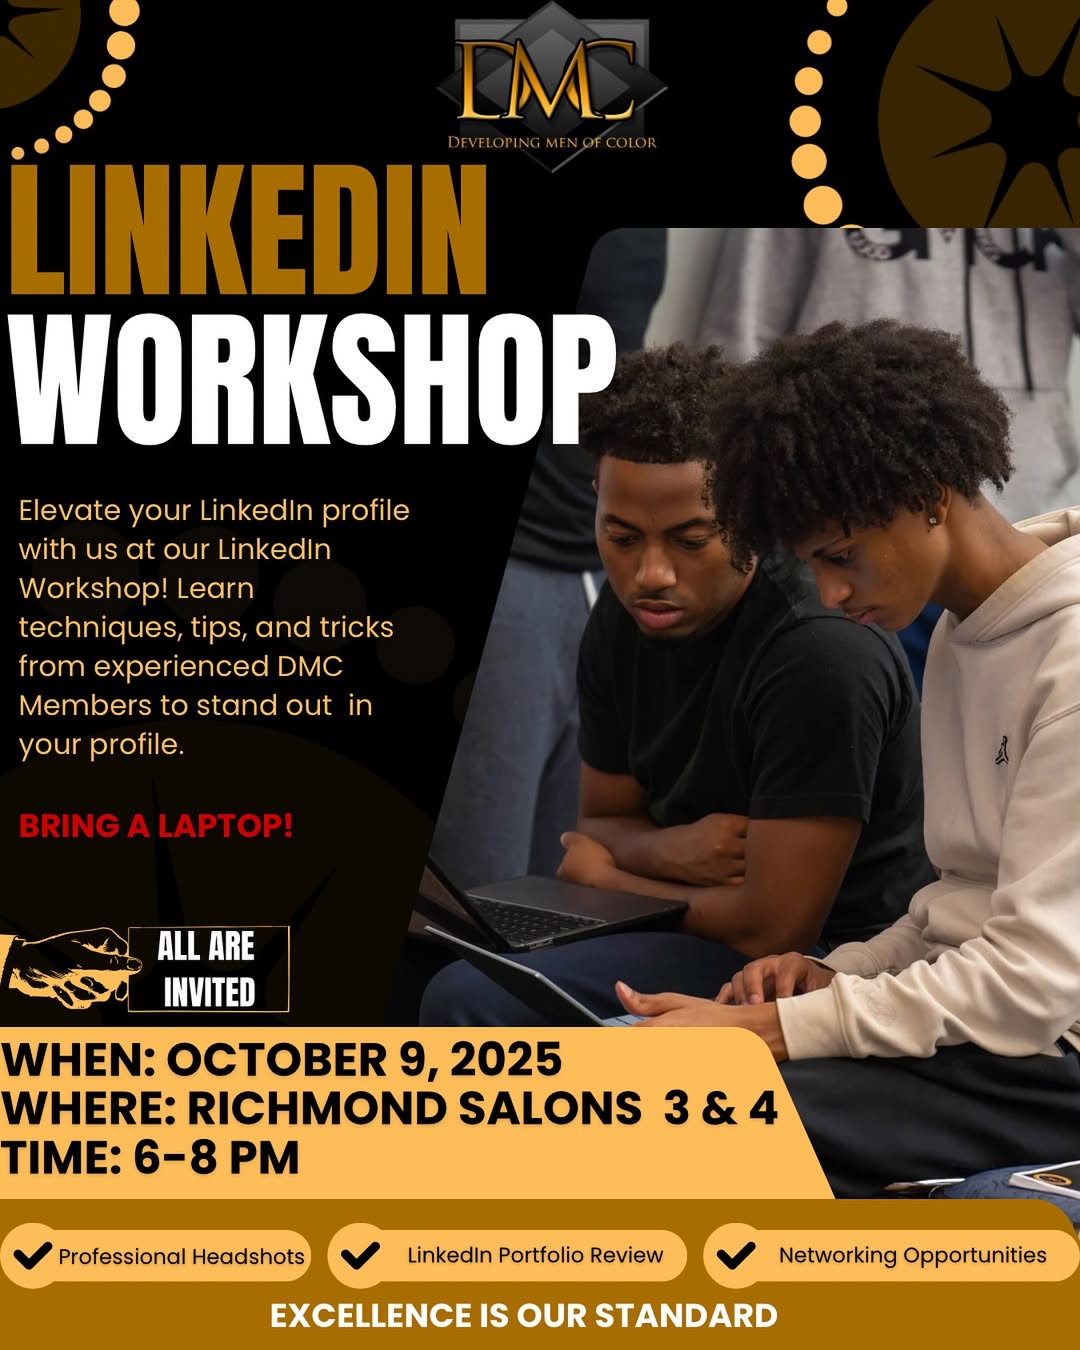 DMC
DEVELOPING MEN OF COLOR
LINKEDIN
WORKSHOP
Elevate your LinkedIn profile
with us at our LinkedIn
Workshop! Learn
techniques, tips, and tricks
from experienced DMC
Members to stand out in
your profile.
BRING A LAPTOP!
ALL ARE
INVITED
WHEN: OCTOBER 9, 2025
WHERE: RICHMOND SALONS 3 & 4
TIME: 6-8 PM
Professional Headshots
LinkedIn Portfolio Review
Networking Opportunities
EXCELLENCE IS OUR STANDARD